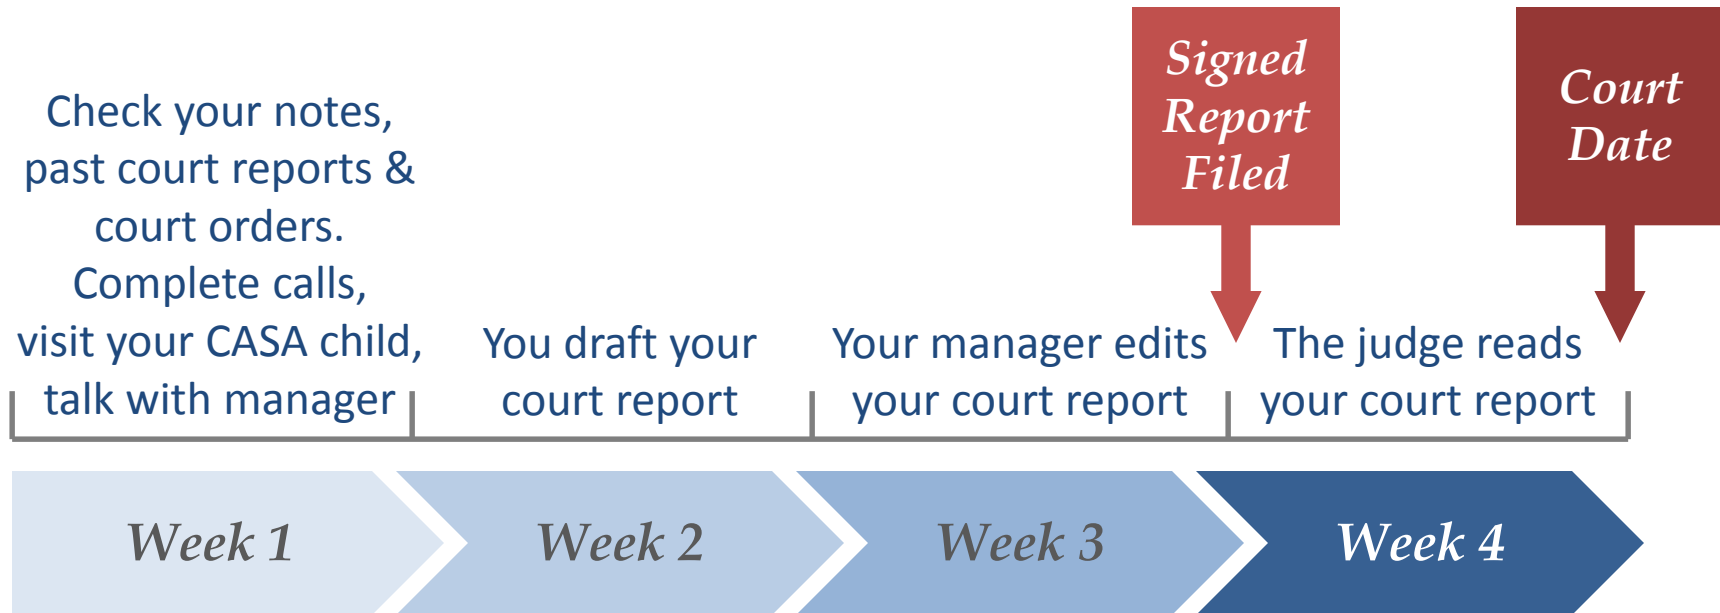 Signed
Report
Filed
Court
Date
Check your notes,
past court reports &
court orders.
Complete calls,
visit your CASA child,
talk with manager
You draft your
court report
Your manager edits
your court report
The judge reads
your court report
Week 1
Week 2
Week 3
Week 4